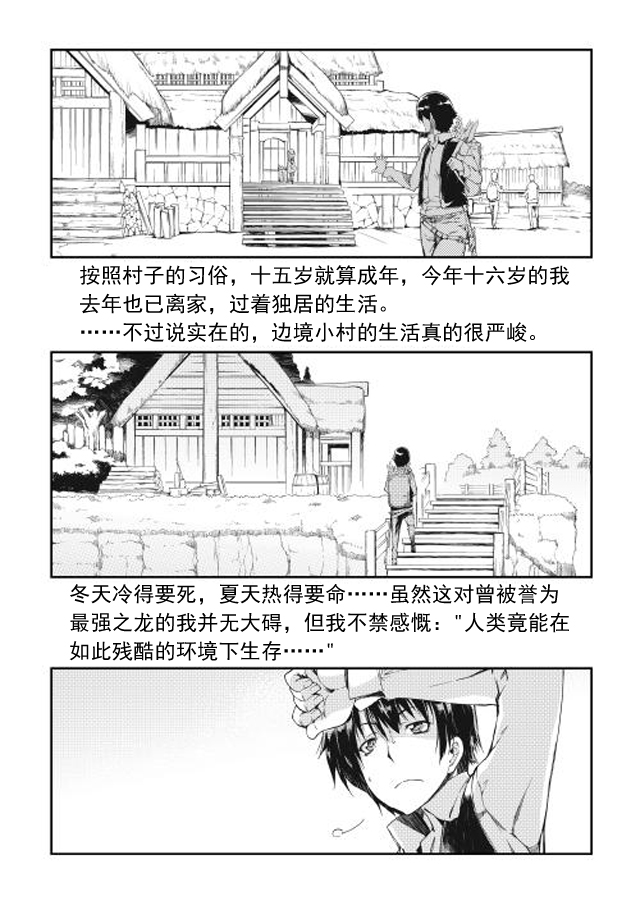 按照村子的习俗，十五岁就算成年，今年十六岁的我
去年也已离家，过着独居的生活。
……不过说实在的，边境小村的生活真的很严峻。
冬天冷得要死，夏天热得要命……虽然这对曾被誉为
最强之龙的我并无大碍，但我不禁感慨："人类竟能在
如此残酷的环境下生存……"